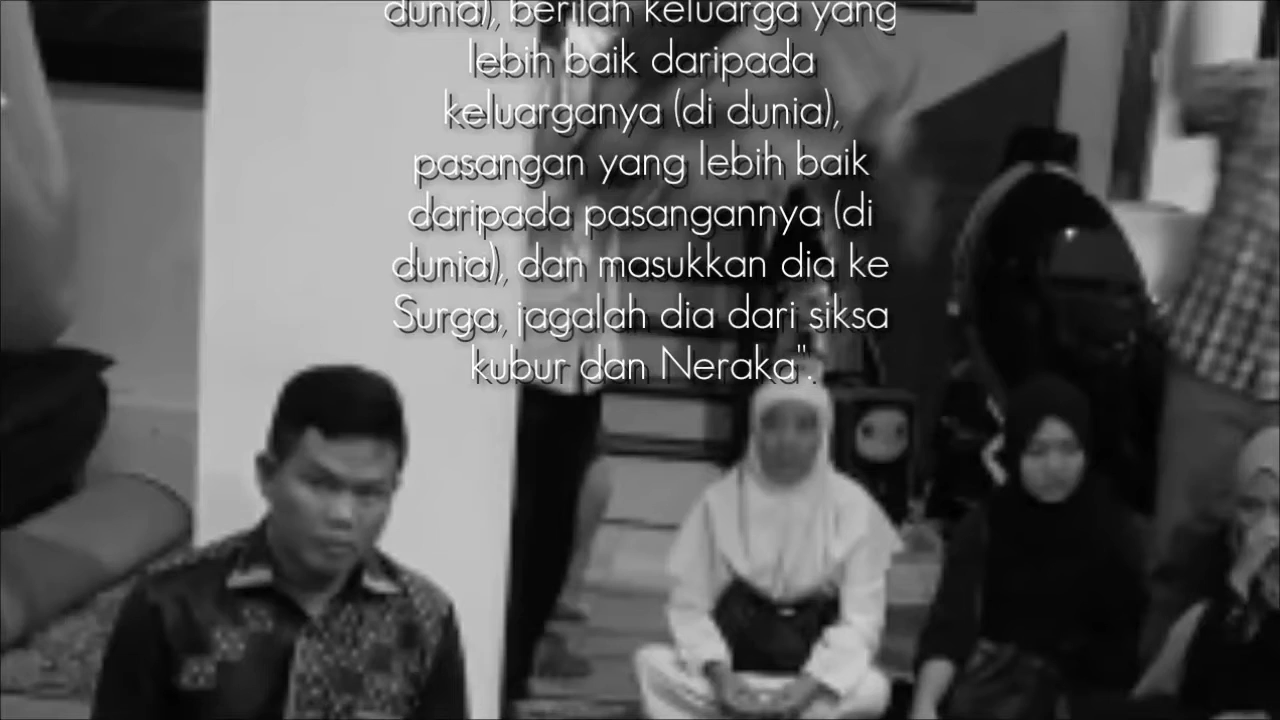 dunia), berilah keluarga yang
lebih baik daripada
keluarganya (di dunia),
pasangan yang lebih baik
daripada pasangannya (di
dunia), dan masukkan dia ke
Surga, jagalah dia dari siksa
kubur dan Neraka".